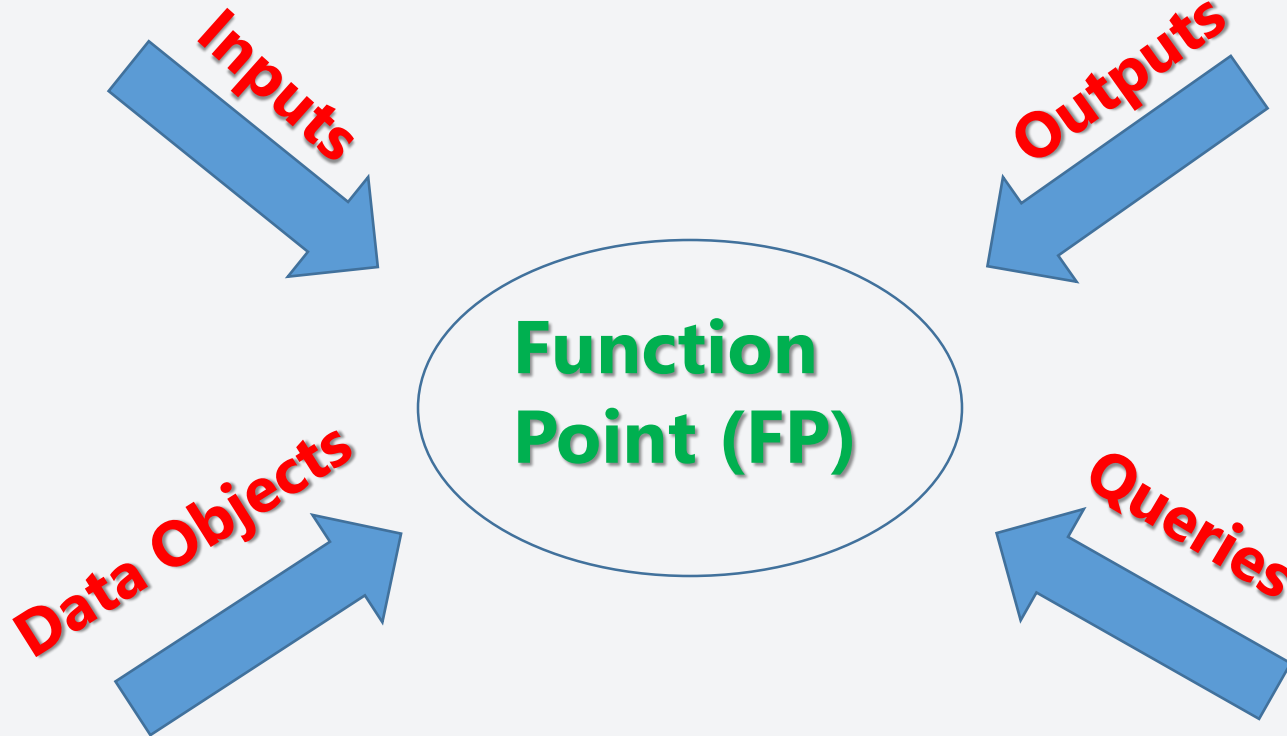 Inputs
Outputs
Function
Point (FP)
Data Objects
Queries